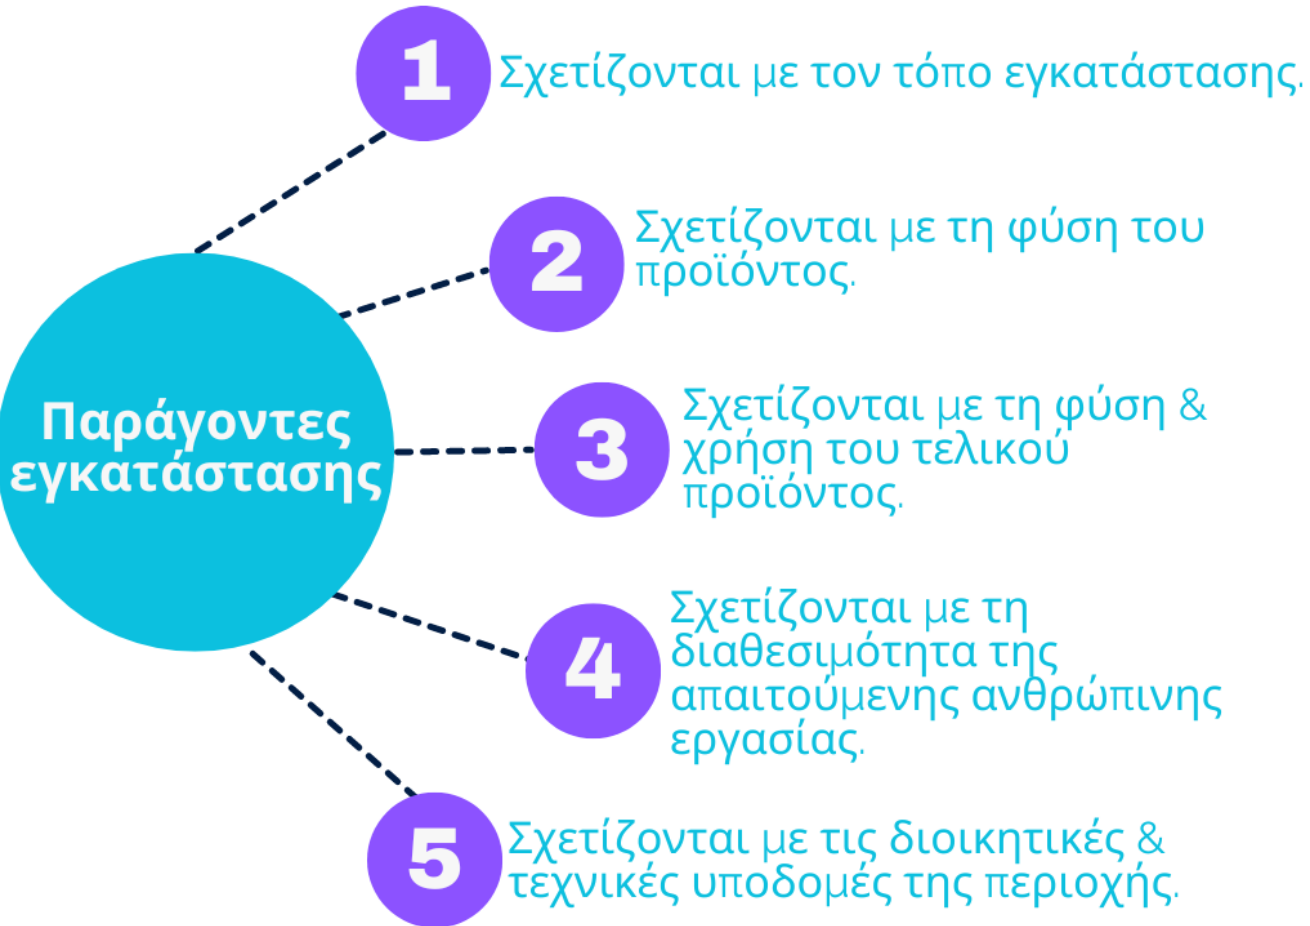 1
Σχετίζονται με τον τόπο εγκατάστασης.
2
Σχετίζονται με τη φύση του
προϊόντος.
Παράγοντες
εγκατάστασης
3
Σχετίζονται με τη φύση &
χρήση του τελικού
προϊόντος.
4
Σχετίζονται με τη
διαθεσιμότητα της
απαιτούμενης ανθρώπινης
εργασίας.
5
Σχετίζονται με τις διοικητικές &
τεχνικές υποδομές της περιοχής.